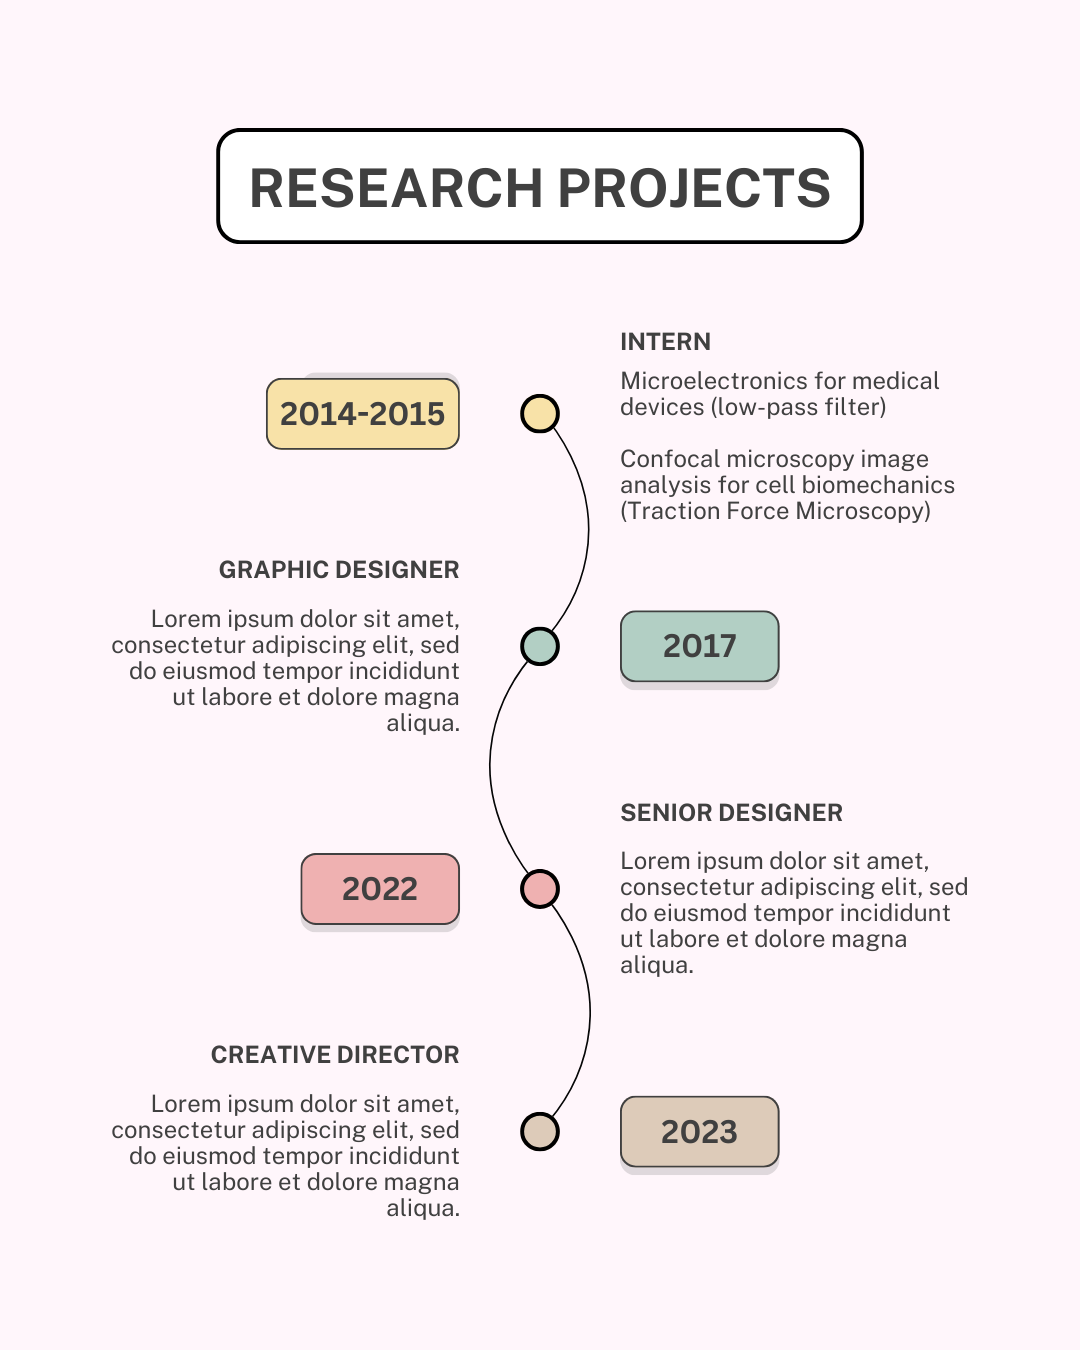 RESEARCH PROJECTS
INTERN
2014-2015
Microelectronics for medical
devices (low-pass filter)
Confocal microscopy image
analysis for cell biomechanics
(Traction Force Microscopy)
GRAPHIC DESIGNER
Lorem ipsum dolor sit amet,
consectetur adipiscing elit, sed
do eiusmod tempor incididunt
ut labore et dolore magna
aliqua.
2017
SENIOR DESIGNER
2022
Lorem ipsum dolor sit amet,
consectetur adipiscing elit, sed
do eiusmod tempor incididunt
ut labore et dolore magna
aliqua.
CREATIVE DIRECTOR
Lorem ipsum dolor sit amet,
consectetur adipiscing elit, sed
do eiusmod tempor incididunt
ut labore et dolore magna
aliqua.
2023